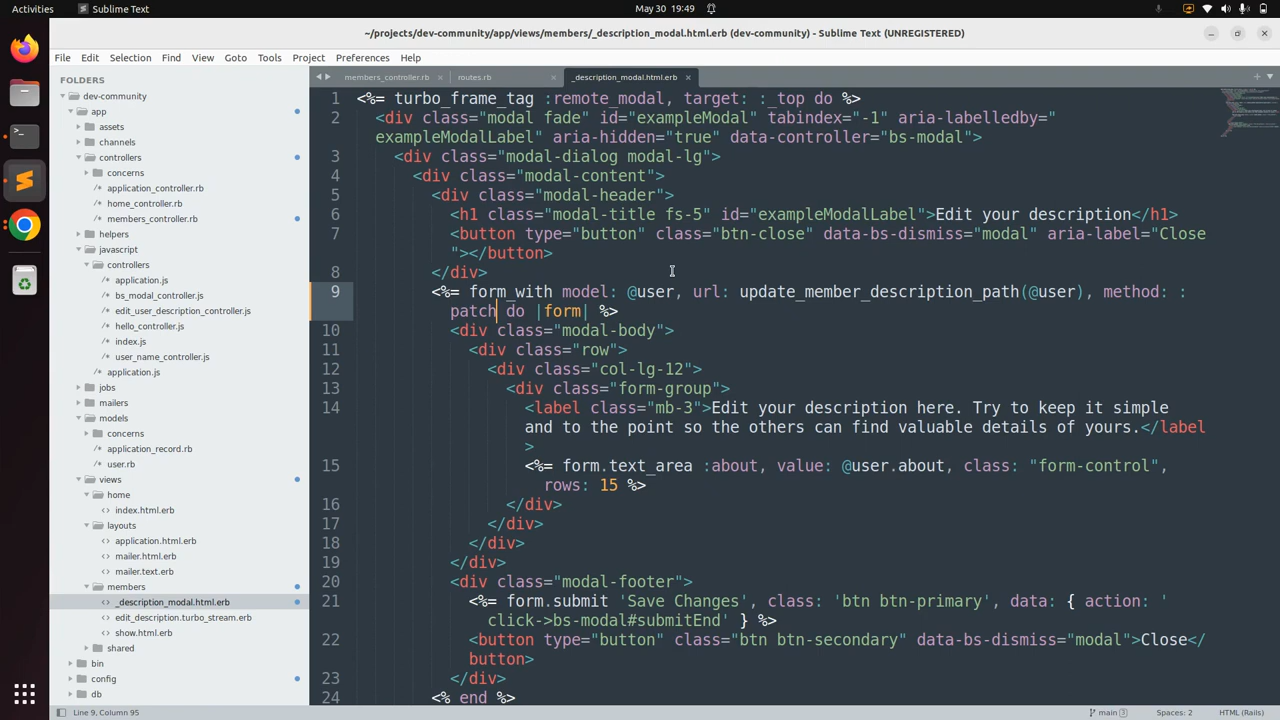 Activities
Sublime Text
May 30 19:49
~/projects/dev-community/app/views/members/_description_modal.html.erb (dev-community) - Sublime Text (UNREGISTERED)
File Edit Selection Find View Goto Tools Project Preferences Help
FOLDERS
dev-community
app
assets
channels
controllers
concerns
application_controller.rb
home_controller.rb
members_controller.rb
helpers
javascript
controllers
application.js
bs_modal_controller.js
edit_user_description_controller.js
hello_controller.js
index.js
user_name_controller.js
application.js
jobs
mailers
models
concerns
application_record.rb
user.rb
views
home
index.html.erb
layouts
application.html.erb
mailer.html.erb
mailer.text.erb
members
_description_modal.html.erb
edit_description.turbo_stream.erb
show.html.erb
shared
bin
config
db
members_controller.rb
routes.rb
_description_modal.html.erb
1 <%= turbo_frame_tag :remote_modal, target: :_top do %>
2 <div class="modal fade" id="exampleModal" tabindex="-1" aria-labelledby="
exampleModalLabel" aria-hidden="true" data-controller="bs-modal">
3 <div class="modal-dialog modal-lg">
4 <div class="modal-content">
5 <div class="modal-header">
6 <h1 class="modal-title fs-5" id="exampleModalLabel">Edit your description</h1>
7 <button type="button" class="btn-close" data-bs-dismiss="modal" aria-label="Close
"></button>
8 </div>
9 <%= form_with model: @user, url: update_member_description_path(@user), method: :
patch do |form| %>
10 <div class="modal-body">
11 <div class="row">
12 <div class="col-lg-12">
13 <div class="form-group">
14 <label class="mb-3">Edit your description here. Try to keep it simple
and to the point so the others can find valuable details of yours.</label
>
15 <%= form.text_area :about, value: @user.about, class: "form-control",
rows: 15 %>
16 </div>
17 </div>
18 </div>
19 </div>
20 <div class="modal-footer">
21 <%= form.submit 'Save Changes', class: 'btn btn-primary', data: { action: '
click->bs-modal#submitEnd' } %>
22 <button type="button" class="btn btn-secondary" data-bs-dismiss="modal">Close</
button>
23 </div>
24 <% end %>
Line 9, Column 95
main 3
Spaces: 2
HTML (Rails)